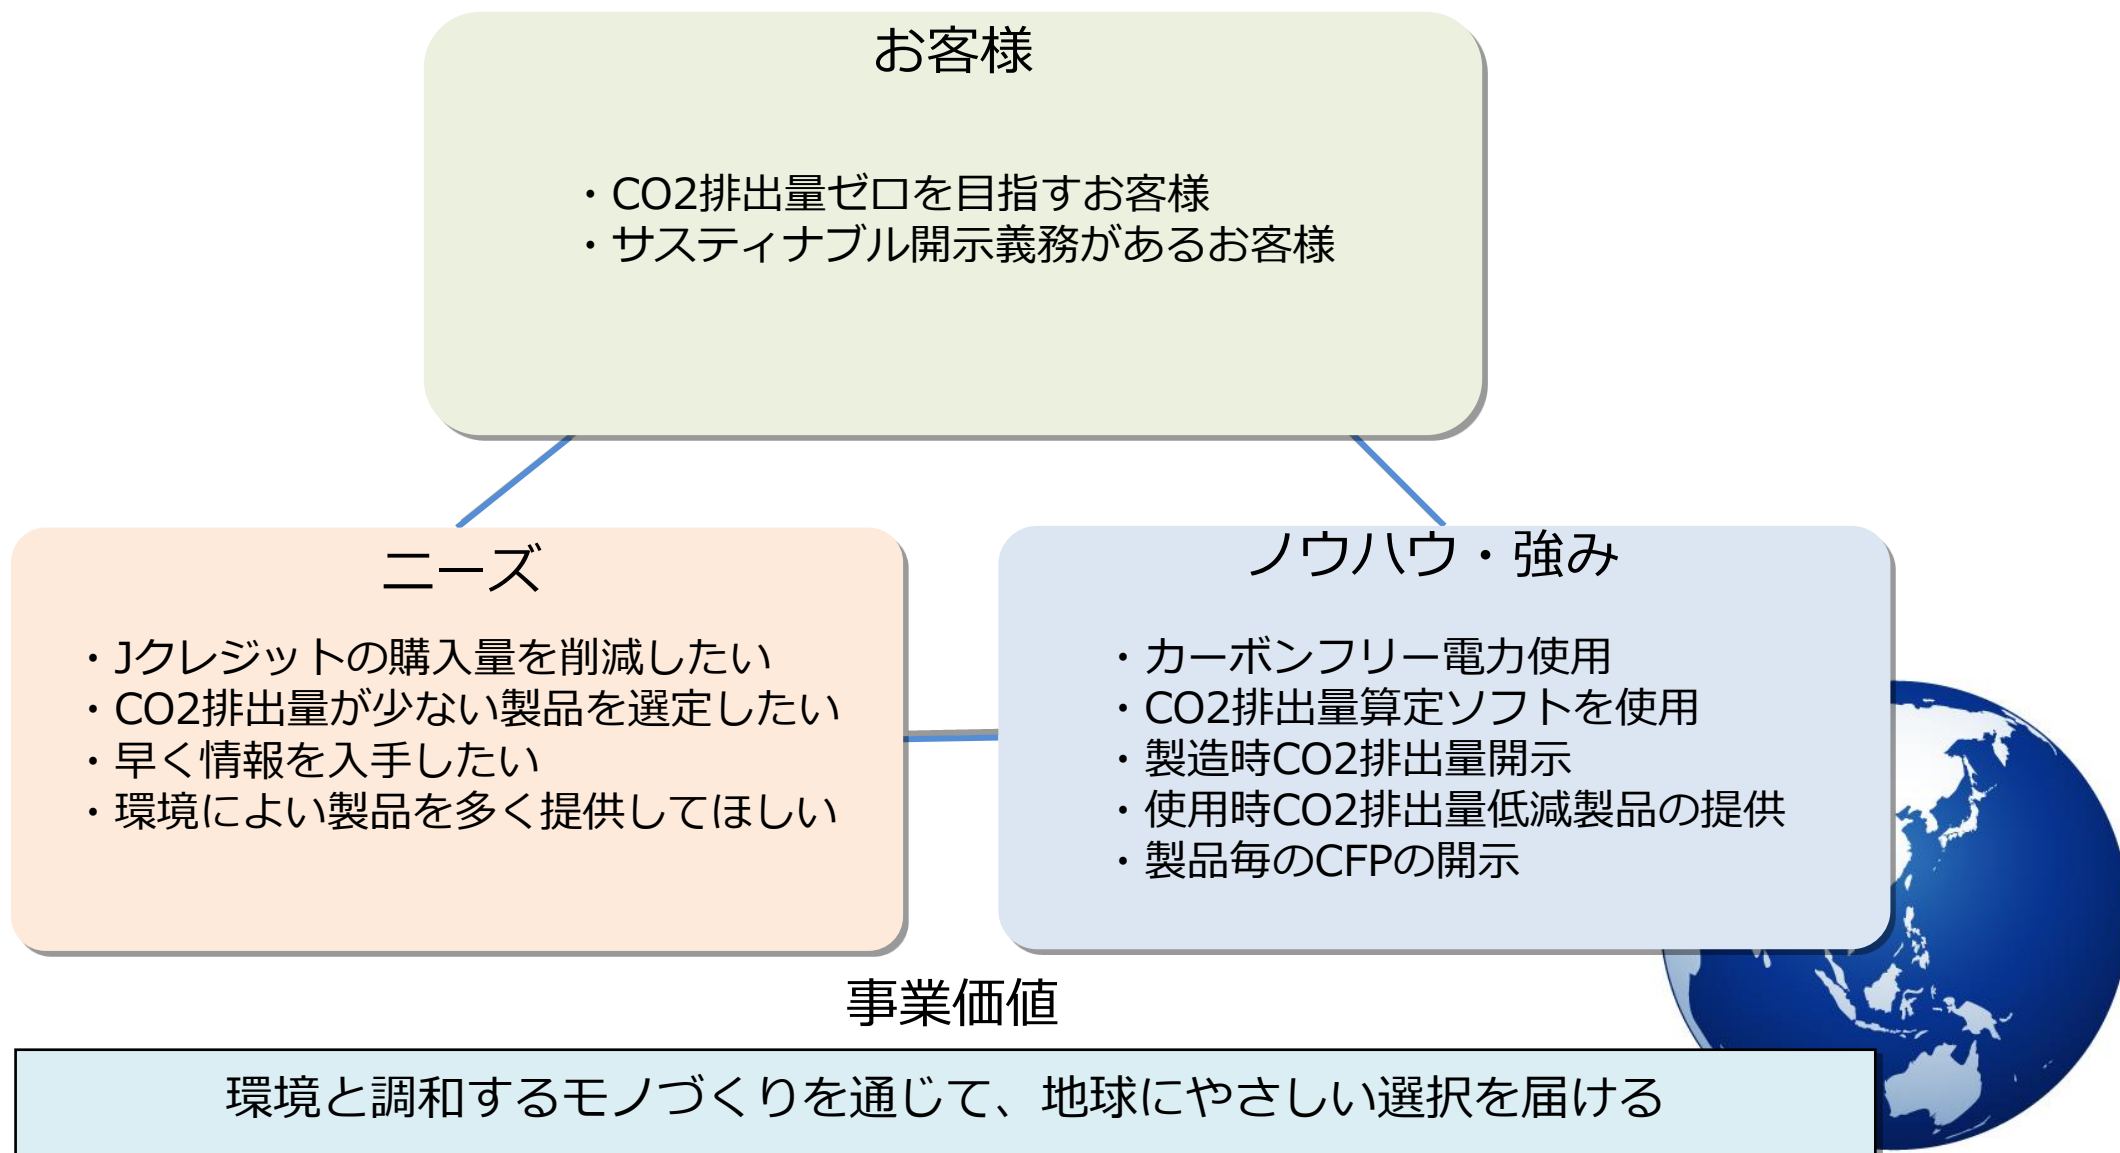 お客様
・CO2排出量ゼロを目指すお客様
・サスティナブル開示義務があるお客様
ニーズ
・Jクレジットの購入量を削減したい
・CO2排出量が少ない製品を選定したい
・早く情報を入手したい
・環境によい製品を多く提供してほしい
ノウハウ・強み
・カーボンフリー電力使用
・CO2排出量算定ソフトを使用
・製造時CO2排出量開示
・使用時CO2排出量低減製品の提供
・製品毎のCFPの開示
事業価値
環境と調和するモノづくりを通じて、地球にやさしい選択を届ける